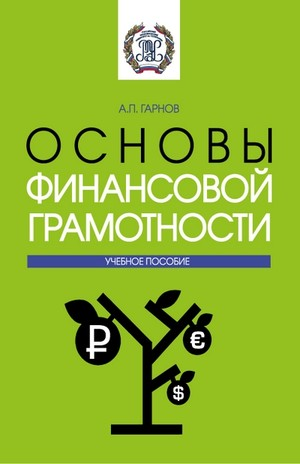 А.П. ГАРНОВ
ОСНОВЫ
ФИНАНСОВОЙ
ГРАМОТНОСТИ
УЧЕБНОЕ ПОСОБИЕ
₽
€
$